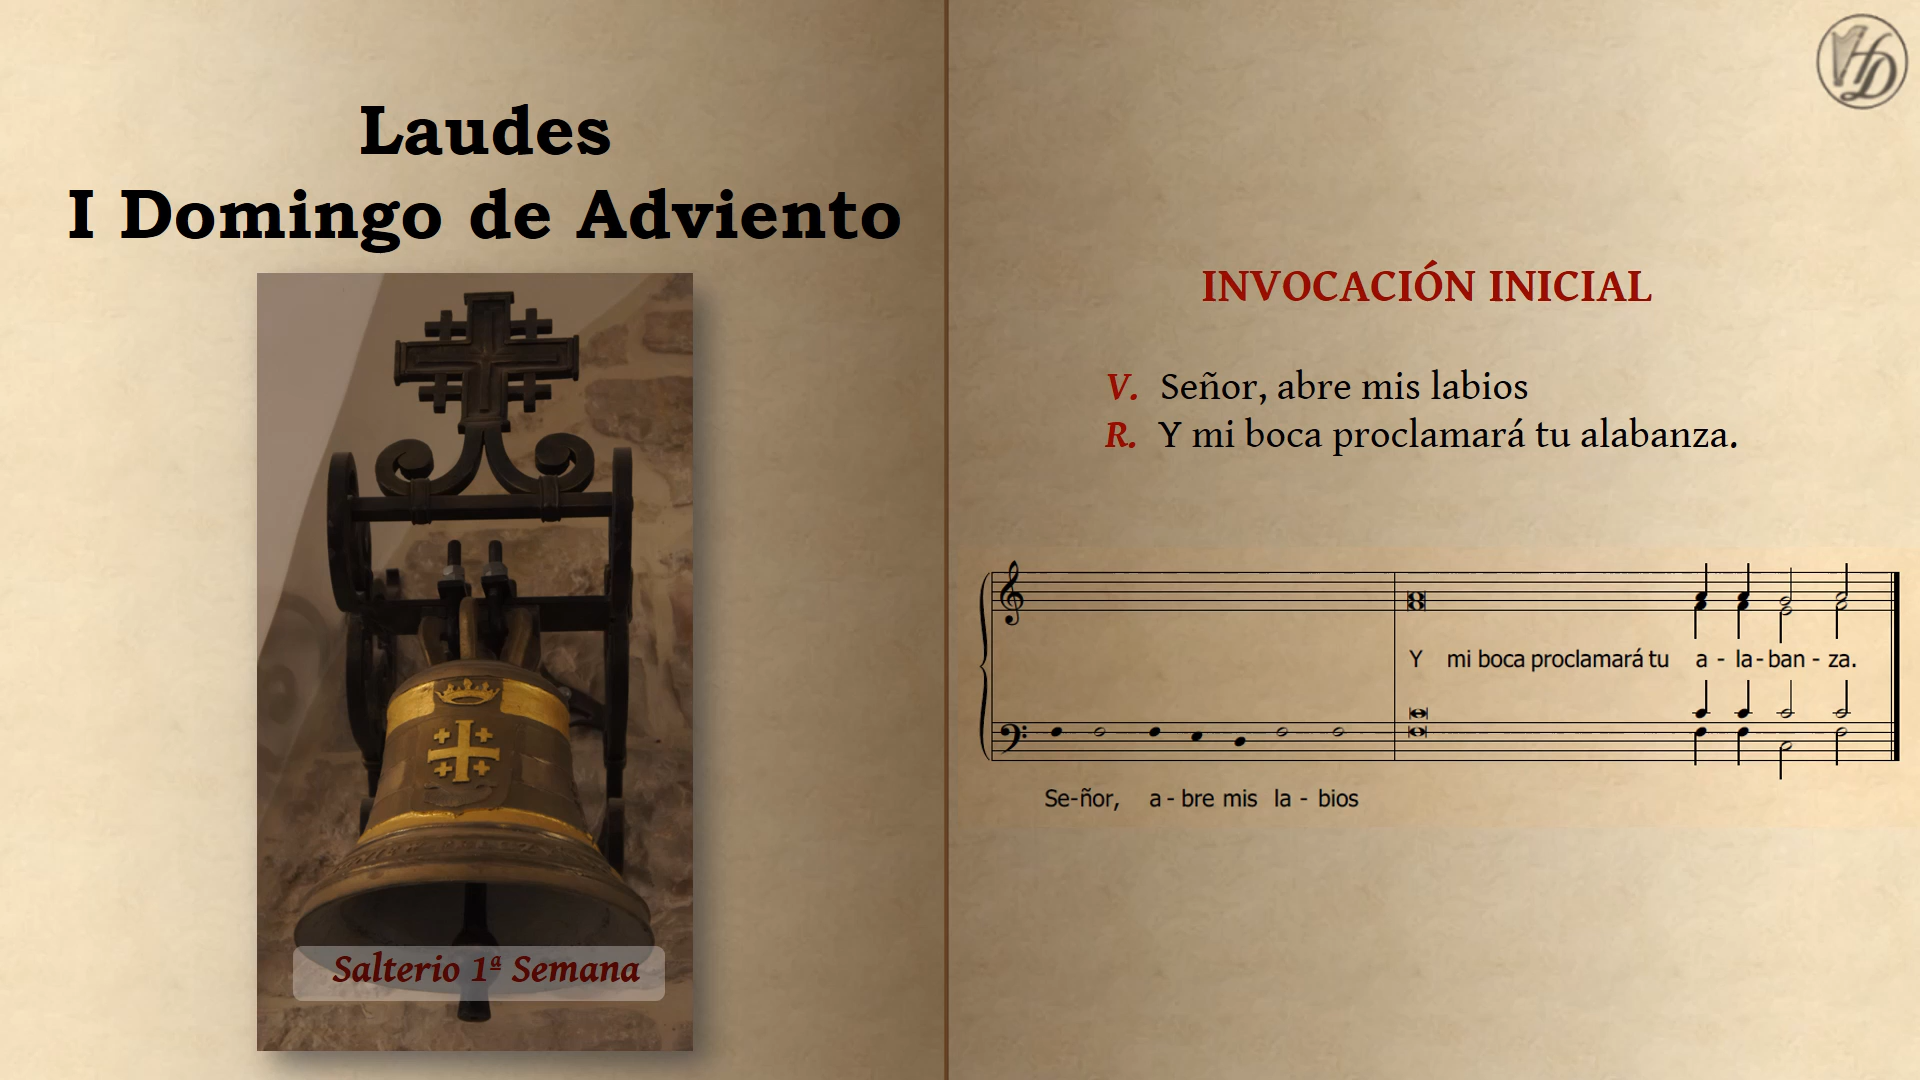 Laudes
I Domingo de Adviento
Salterio 1ª Semana
HD
INVOCACIÓN INICIAL
V. Señor, abre mis labios
R. Y mi boca proclamará tu alabanza.
Y mi boca proclamará tu a - la - ban - za.
Se-ñor, a - bre mis la - bios